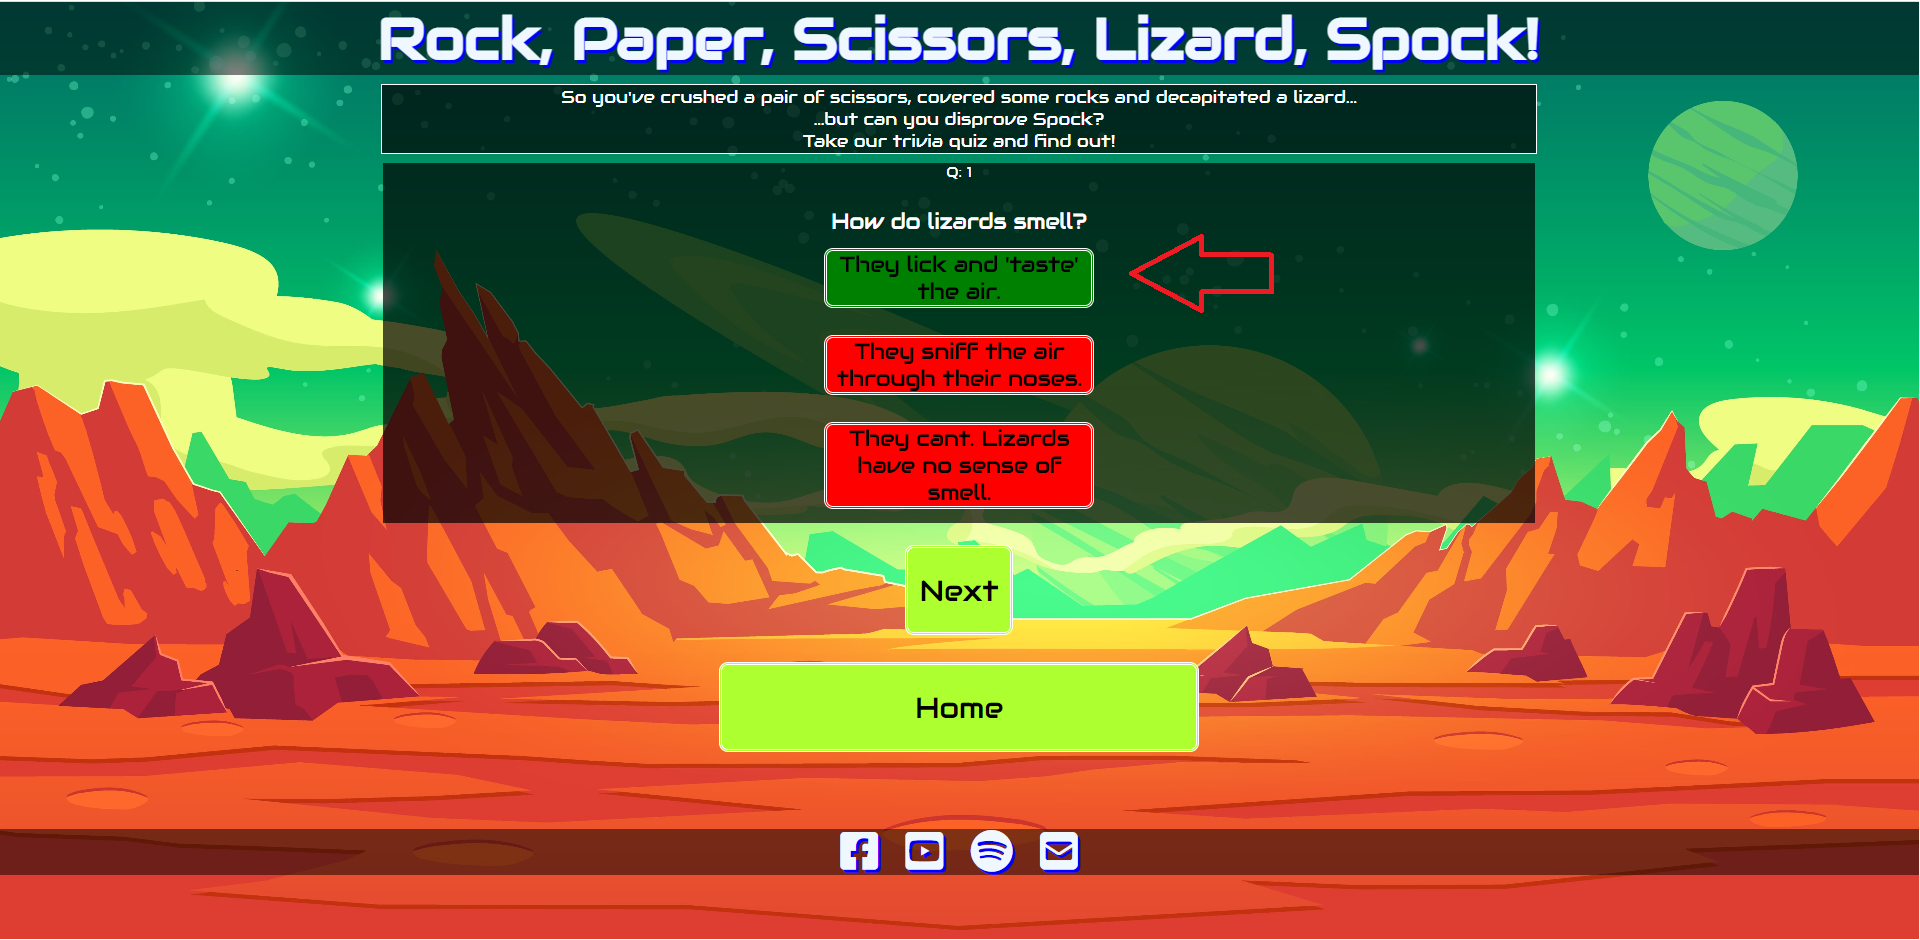 Rock, Paper, Scissors, Lizard, Spock!
So you've crushed a pair of scissors, covered some rocks and decapitated a lizard...
...but can you disprove Spock?
Take our trivia quiz and find out!
Q: 1
How do lizards smell?
They lick and 'taste'
the air.
They sniff the air
through their noses.
They cant. Lizards
have no sense of
smell.
Next
Home